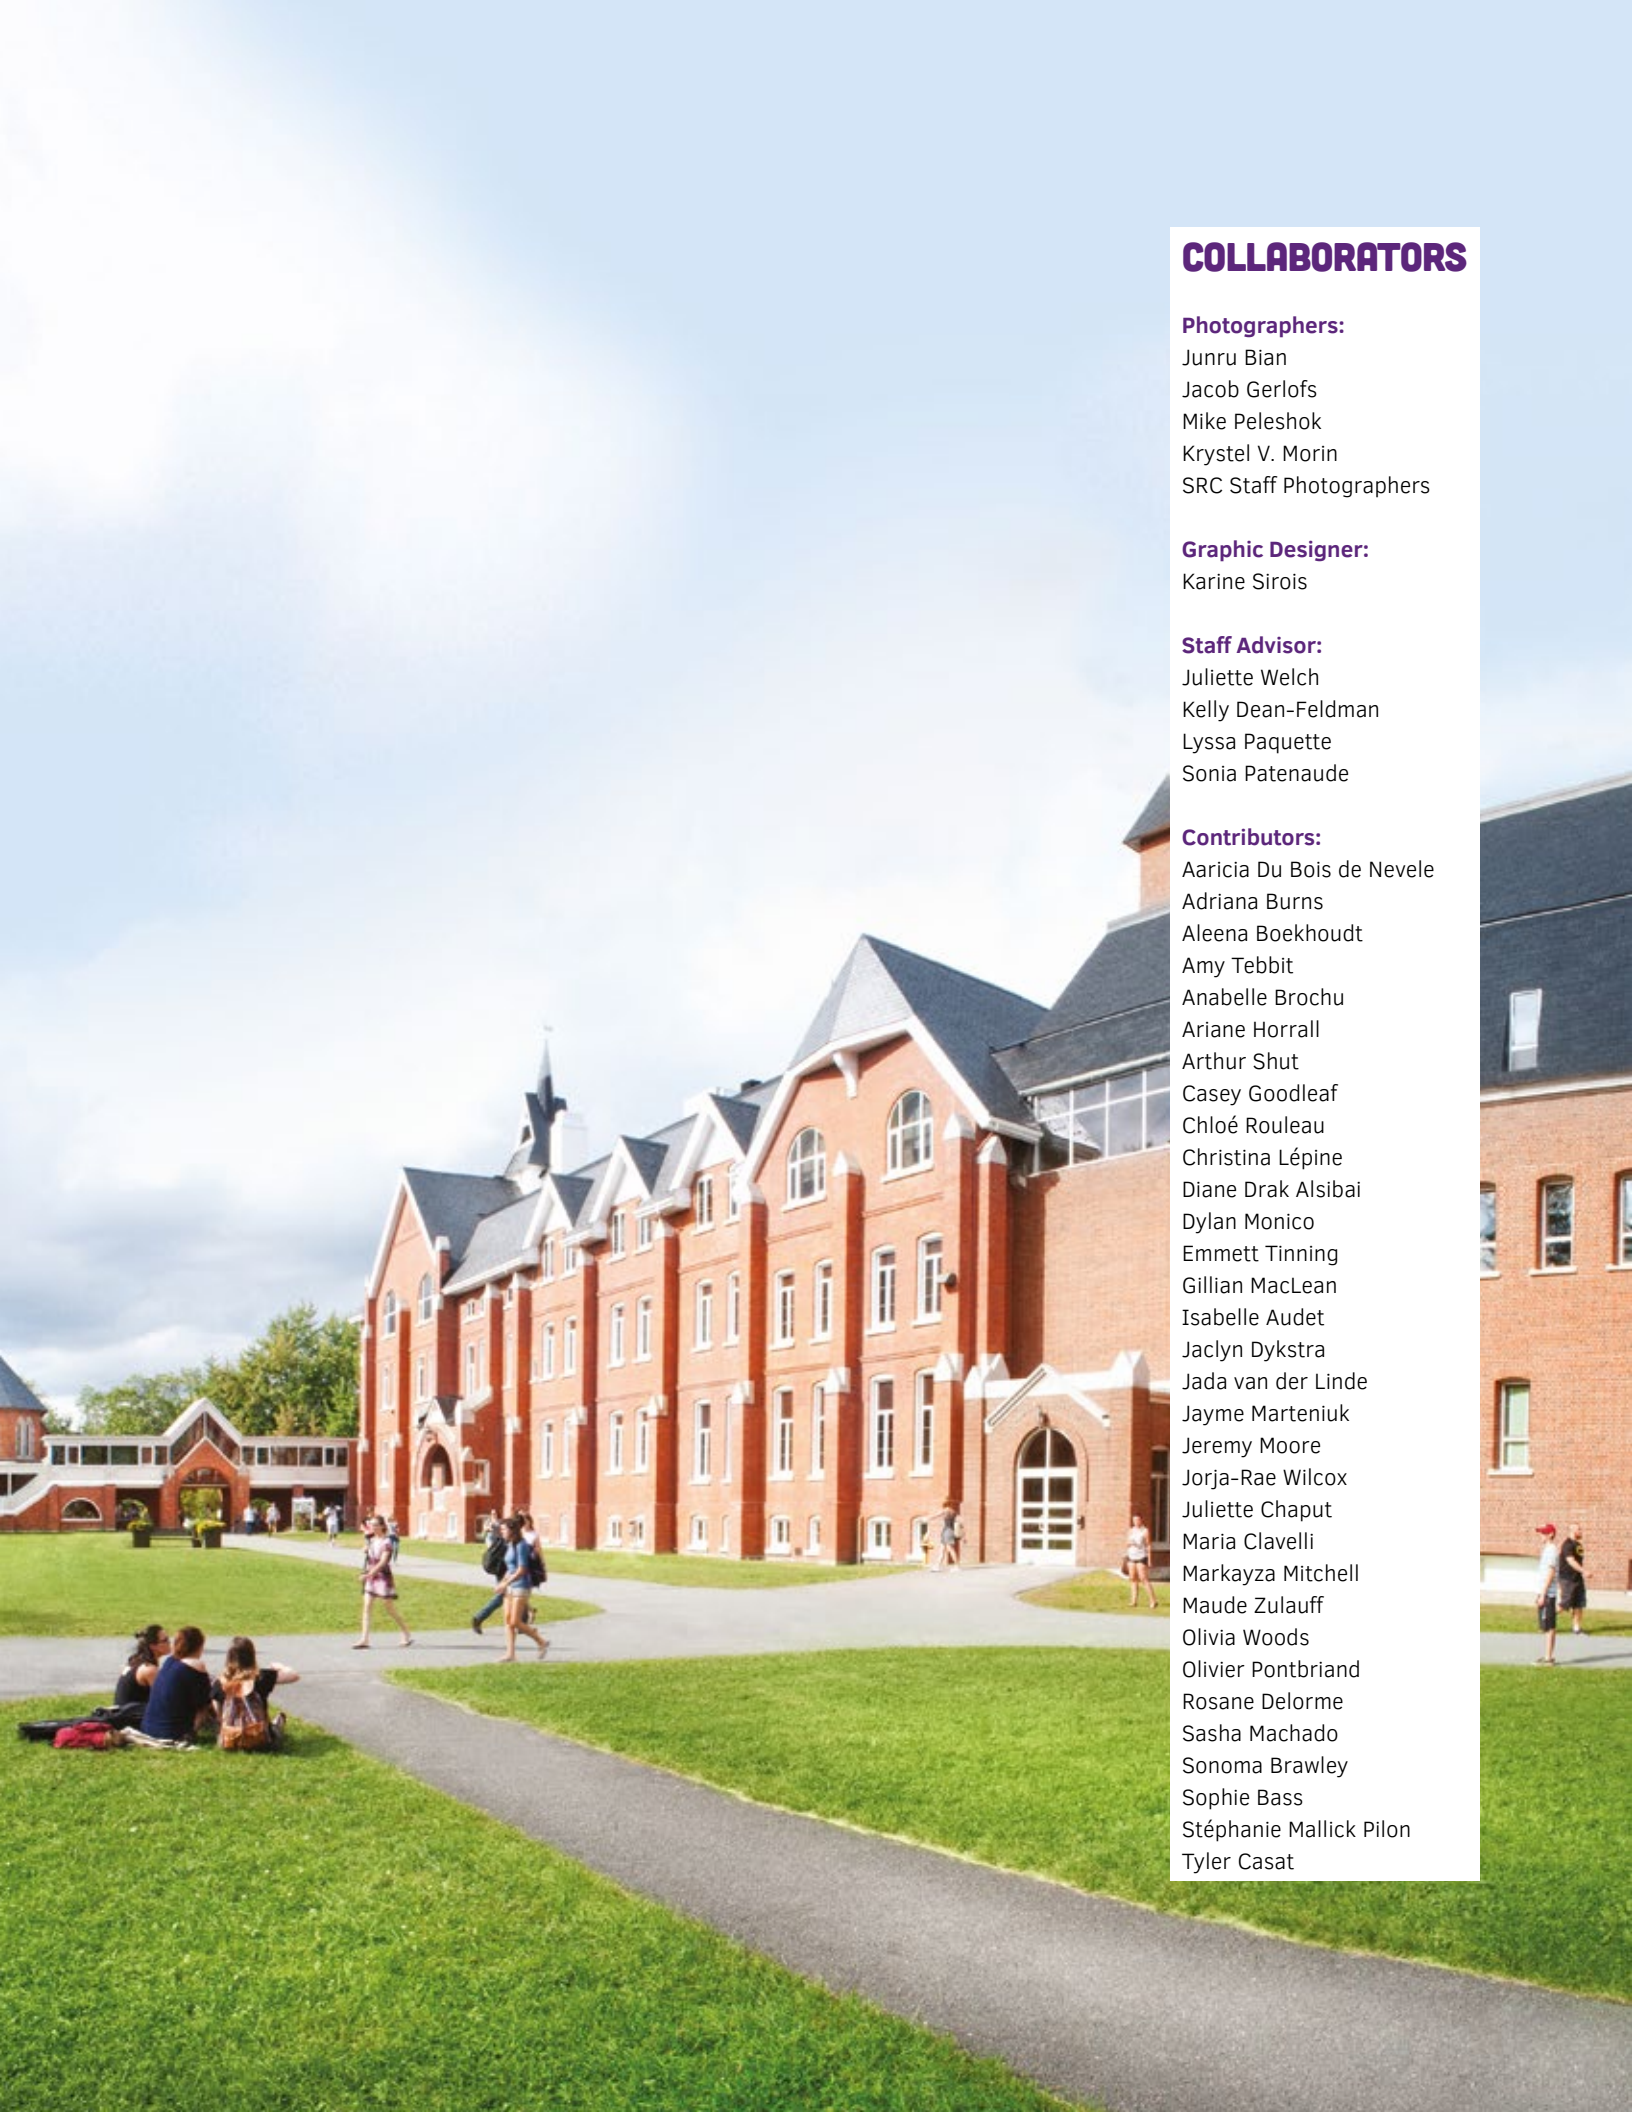 COLLABORATORS
Photographers:
Junru Bian
Jacob Gerlofs
Mike Peleshok
Krystel V. Morin
SRC Staff Photographers
Graphic Designer:
Karine Sirois
Staff Advisor:
Juliette Welch
Kelly Dean-Feldman
Lyssa Paquette
Sonia Patenaude
Contributors:
Aaricia Du Bois de Nevele
Adriana Burns
Aleena Boekhoudt
Amy Tebbit
Anabelle Brochu
Ariane Horrall
Arthur Shut
Casey Goodleaf
Chloé Rouleau
Christina Lépine
Diane Drak Alsibai
Dylan Monico
Emmett Tinning
Gillian MacLean
Isabelle Audet
Jaclyn Dykstra
Jada van der Linde
Jayme Marteniuk
Jeremy Moore
Jorja-Rae Wilcox
Juliette Chaput
Maria Clavelli
Markayza Mitchell
Maude Zulauff
Olivia Woods
Olivier Pontbriand
Rosane Delorme
Sasha Machado
Sonoma Brawley
Sophie Bass
Stéphanie Mallick Pilon
Tyler Casat